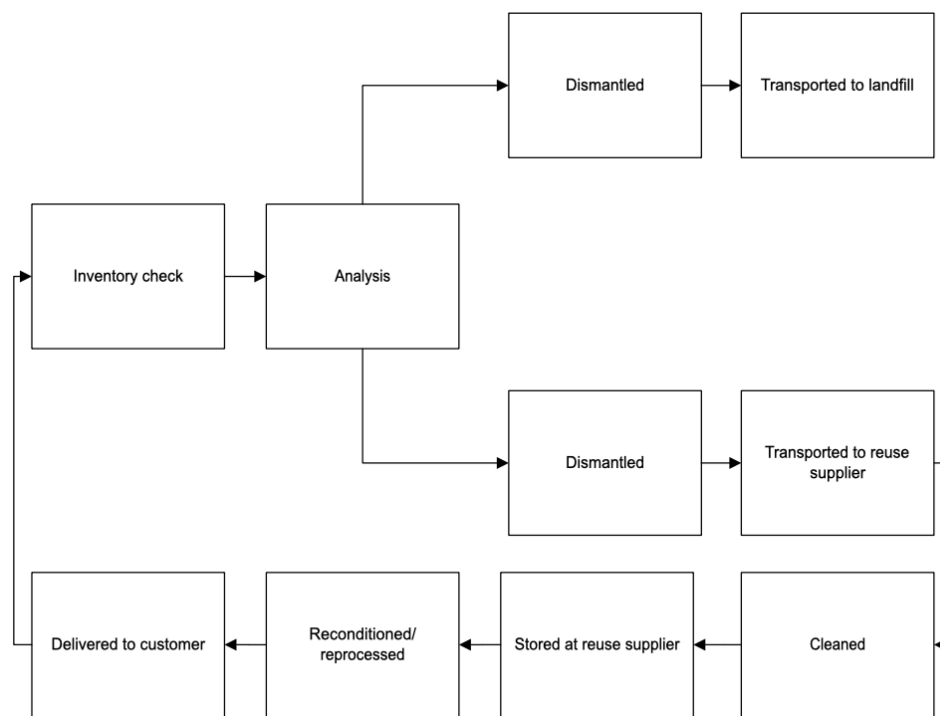 Dismantled
Transported to landfill
Inventory check
Analysis
Dismantled
Transported to reuse
supplier
Delivered to customer
Reconditioned/
reprocessed
Stored at reuse supplier
Cleaned